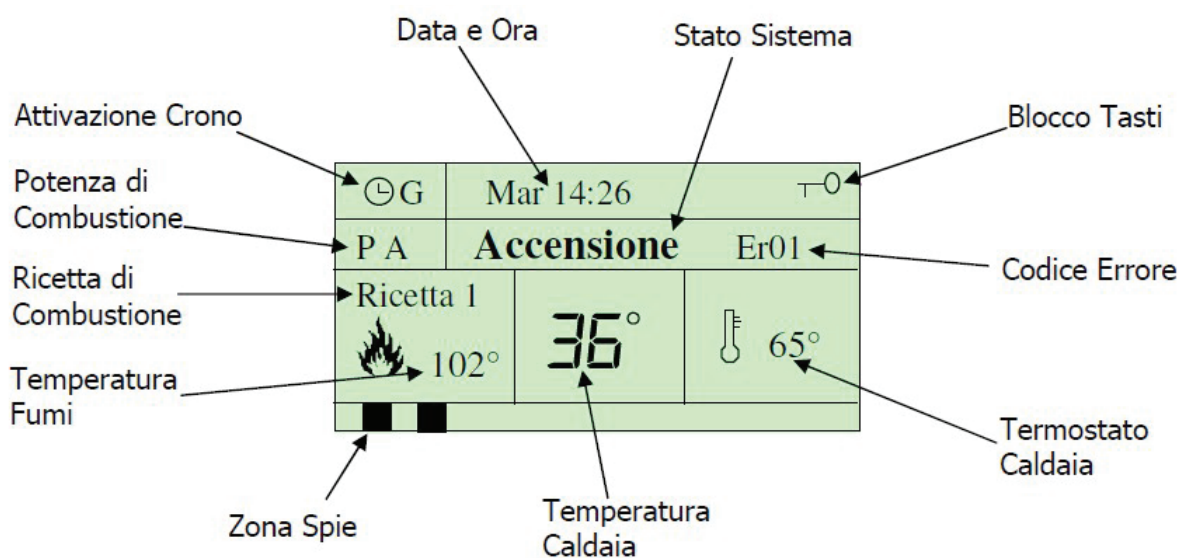 Data e Ora
Stato Sistema
Attivazione Crono
Blocco Tasti
Potenza di
Combustione
G
Mar 14:26
P A
Accensione
Er01
Codice Errore
Ricetta di
Combustione
Ricetta 1
102°
36°
65°
Temperatura
Fumi
Termostato
Caldaia
Zona Spie
Temperatura
Caldaia